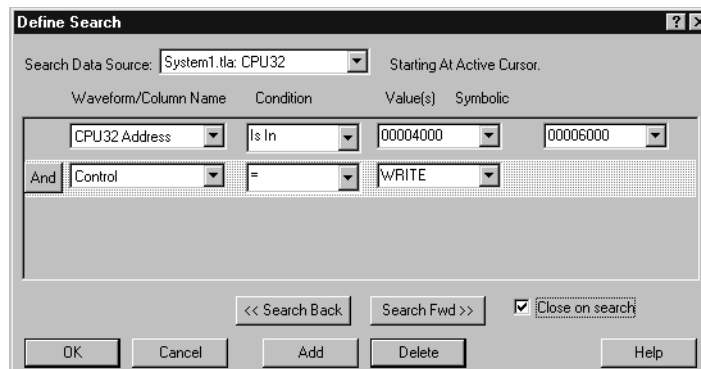 Define Search
Search Data Source: System1.tla: CPU32 Starting At Active Cursor.
Waveform/Column Name Condition Value(s) Symbolic
CPU32 Address Is In 00004000 00006000
And Control = WRITE
<< Search Back Search Fwd >> Close on search
OK Cancel Add Delete Help